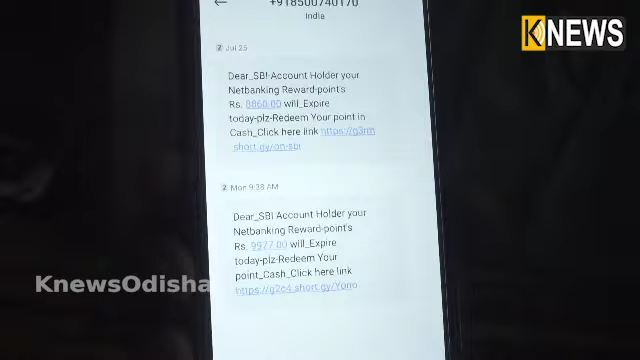 +918500740170
India
KNEWS
2 Jul 25
Dear_SBI-Account Holder your
Netbanking Reward-point's
Rs. 8860.00 will_Expire
today-plz-Redeem Your point in
Cash_Click here link https://g3rm
.short.gy/on-sbi
2 Mon 9:38 AM
Dear_SBI Account Holder your
Netbanking Reward-point's
Rs. 9977.00 will_Expire
today-plz-Redeem Your
point_Cash_Click here link
https://g2c4.short.gy/Yono
KnewsOdisha